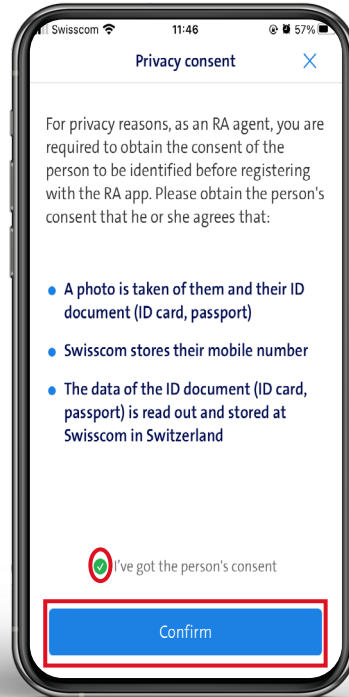 Swisscom 11:46 57%
Privacy consent
For privacy reasons, as an RA agent, you are
required to obtain the consent of the
person to be identified before registering
with the RA app. Please obtain the person's
consent that he or she agrees that:
A photo is taken of them and their ID
document (ID card, passport)
Swisscom stores their mobile number
The data of the ID document (ID card,
passport) is read out and stored at
Swisscom in Switzerland
I've got the person's consent
Confirm